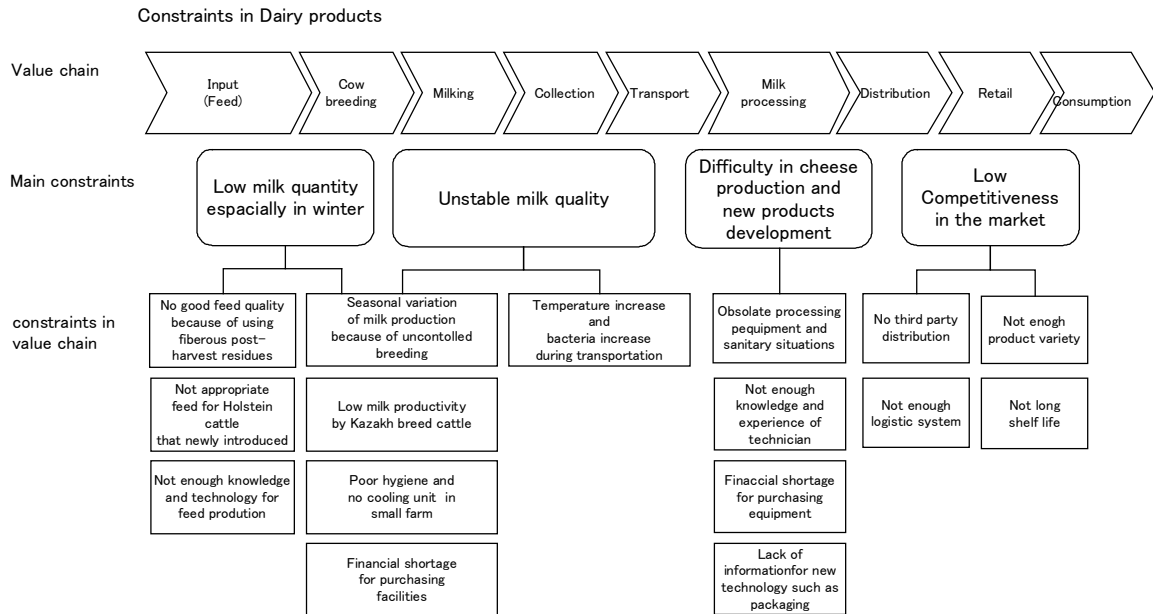 Constraints in Dairy products
Value chain
Input
(Feed)
Cow
breeding
Milking
Collection
Transport
Milk
processing
Distribution
Retail
Consumption
Main constraints
Low milk quantity
espacially in winter
Unstable milk quality
Difficulty in cheese
production and
new products
development
Low
Competitiveness
in the market
constraints in
value chain
No good feed quality
because of using
fiberous post-
harvest residues
Seasonal variation
of milk production
because of uncontolled
breeding
Temperature increase
and
bacteria increase
during transportation
Obsolate processing
pequipment and
sanitary situations
No third party
distribution
Not enogh
product variety
Not appropriate
feed for Holstein
cattle
that newly introduced
Low milk productivity
by Kazakh breed cattle
Not enough
knowledge and
experience of
technician
Not enough
logistic system
Not long
shelf life
Not enough knowledge
and technology for
feed prodution
Poor hygiene and
no cooling unit in
small farm
Finaccial shortage
for purchasing
equipment
Financial shortage
for purchasing
facilities
Lack of
informationfor new
technology such as
packaging